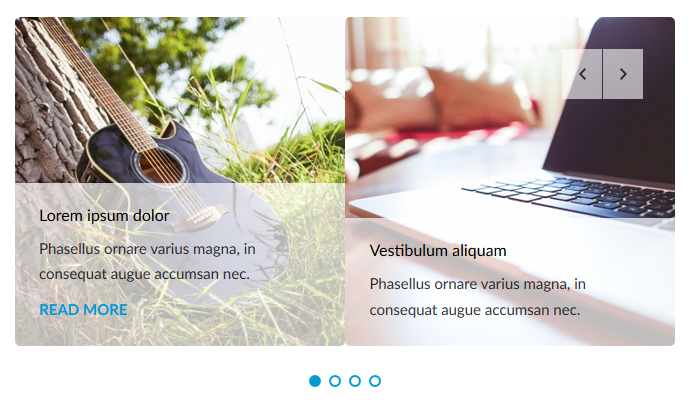 Lorem ipsum dolor
Phasellus ornare varius magna, in
consequat augue accumsan nec.
READ MORE
Vestibulum aliquam
Phasellus ornare varius magna, in
consequat augue accumsan nec.